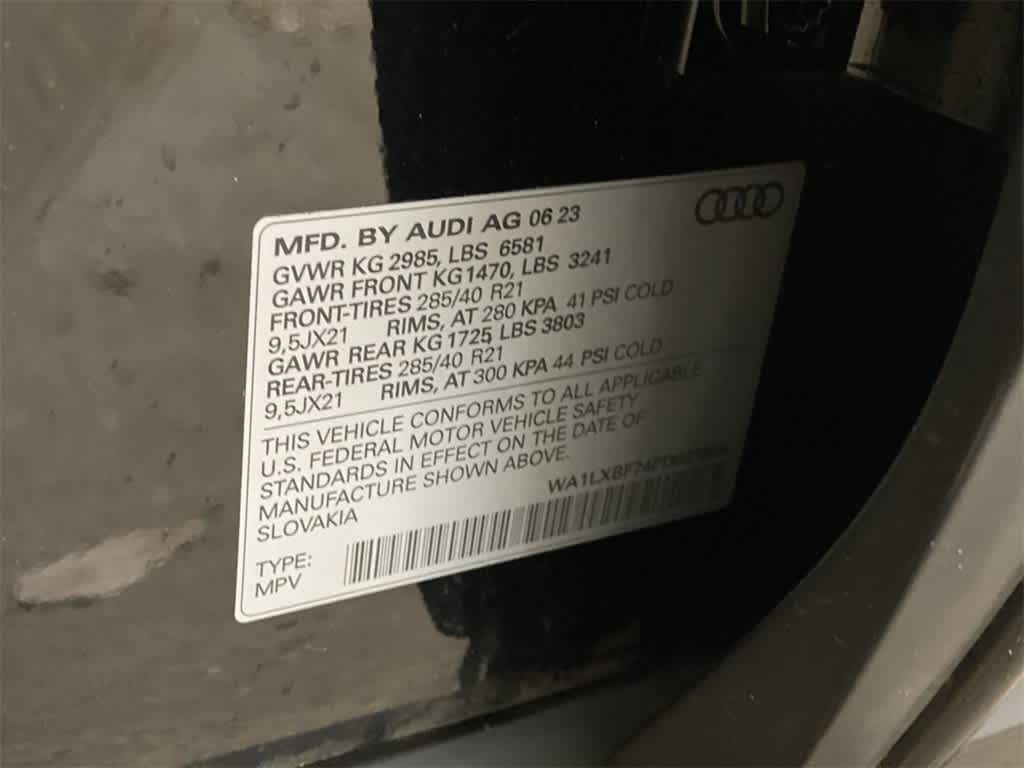 MFD. BY AUDI AG 06 23
GVWR KG 2985, LBS 6581
GAWR FRONT KG1470, LBS 3241
FRONT-TIRES 285/40 R21
9,5JX21 RIMS, AT 280 KPA 41 PSI COLD
GAWR REAR KG 1725 LBS 3803
REAR-TIRES 285/40 R21
9,5JX21 RIMS, AT 300 KPA 44 PSI COLD
THIS VEHICLE CONFORMS TO ALL APPLICABLE
U.S. FEDERAL MOTOR VEHICLE SAFETY
STANDARDS IN EFFECT ON THE DATE OF
MANUFACTURE SHOWN ABOVE.
SLOVAKIA
TYPE:
MPV